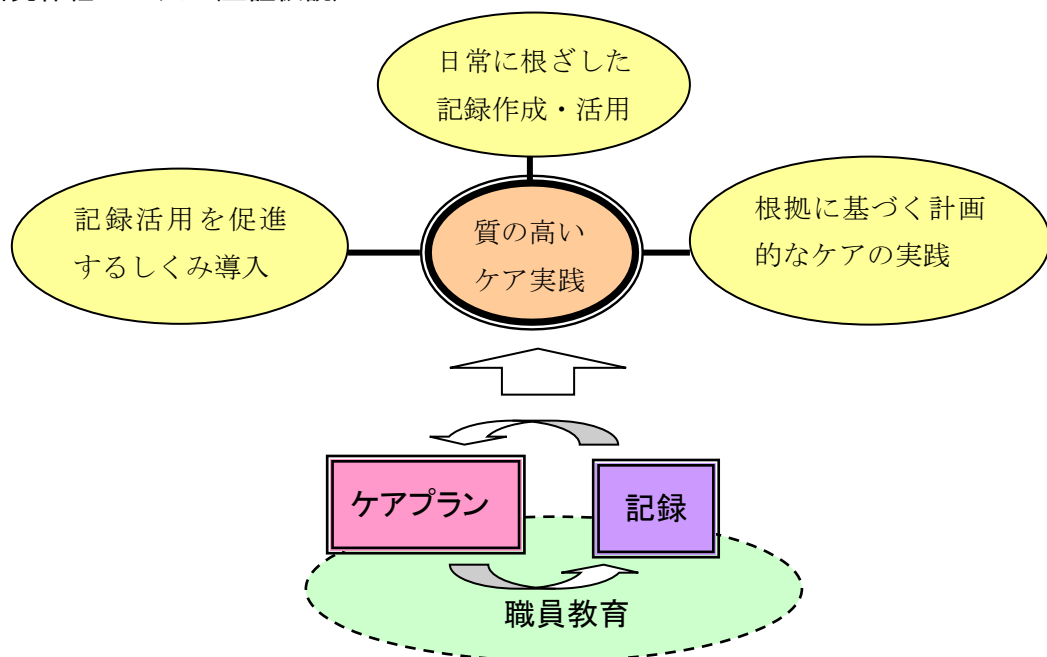 日常に根ざした
記録作成・活用
記録活用を促進
するしくみ導入
質の高い
ケア実践
根拠に基づく計画
的なケアの実践
ケアプラン
記録
職員教育